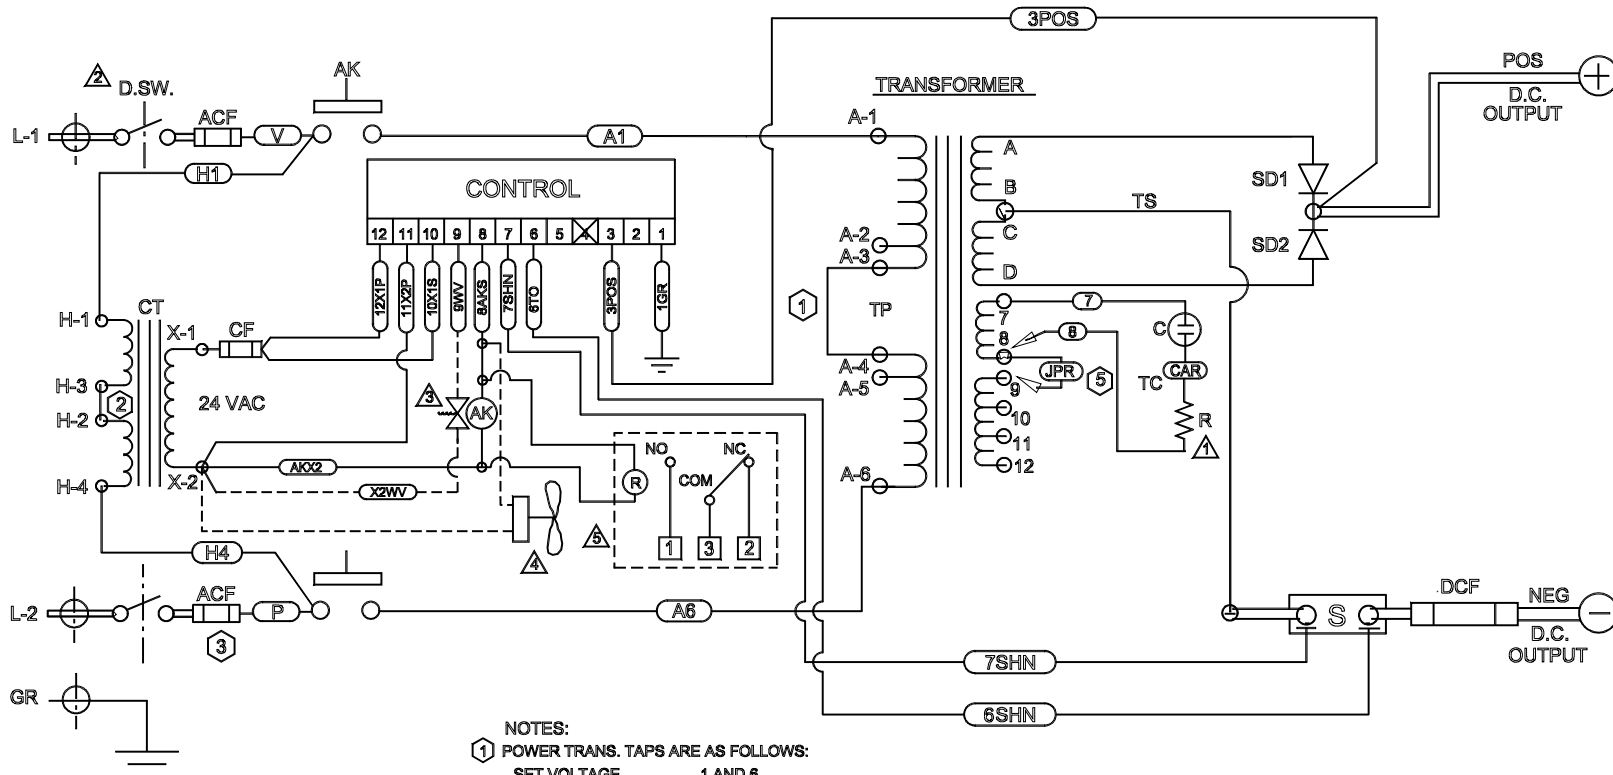 3POS
AK
TRANSFORMER
POS
+
D.C.
OUTPUT
2
D.SW.
ACF
L-1
V
A1
A-1
H1
CONTROL
12 11 10 9 8 7 6 5 4 3 2 1
12X1P 11X2P 10X1S 9WV 8AKS 7SHN 6TO 3POS 1GR
A
B
C
D
TS
SD1
SD2
A-2
A-3
1
TP
A-4
A-5
A-6
7
8
9
10
11
12
7
8
JPR
5
C
TC
CAR
R
1
CT
H-1
X-1
CF
H-3
2
H-2
24 VAC
H-4
X-2
AKX2
X2WV
3
AK
NO
NC
COM
R
1
3
2
5
4
H4
L-2
ACF
P
3
A6
S
DCF
NEG
−
D.C.
OUTPUT
7SHN
6SHN
GR
NOTES:
1 POWER TRANS. TAPS ARE AS FOLLOWS:
SET VOLTAGE 1 AND 6